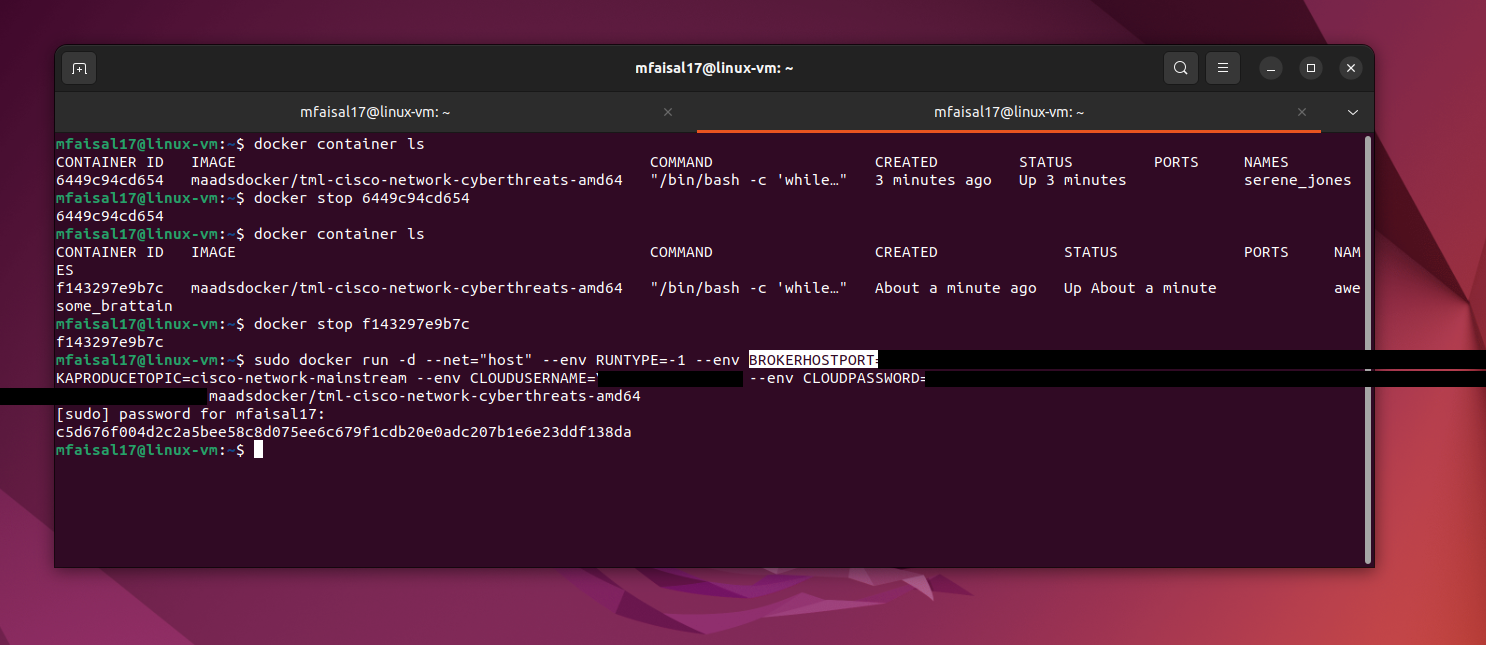 mfaisal17@linux-vm: ~
mfaisal17@linux-vm: ~ mfaisal17@linux-vm: ~
mfaisal17@linux-vm:~$ docker container ls
CONTAINER ID IMAGE COMMAND CREATED STATUS PORTS NAMES
6449c94cd654 maadsdocker/tml-cisco-network-cyberthreats-amd64 "/bin/bash -c 'while…" 3 minutes ago Up 3 minutes serene_jones
mfaisal17@linux-vm:~$ docker stop 6449c94cd654
6449c94cd654
mfaisal17@linux-vm:~$ docker container ls
CONTAINER ID IMAGE COMMAND CREATED STATUS PORTS NAM
ES
f143297e9b7c maadsdocker/tml-cisco-network-cyberthreats-amd64 "/bin/bash -c 'while…" About a minute ago Up About a minute awe
some_brattain
mfaisal17@linux-vm:~$ docker stop f143297e9b7c
f143297e9b7c
mfaisal17@linux-vm:~$ sudo docker run -d --net="host" --env RUNTYPE=-1 --env BROKERHOSTPORT=
KAPRODUCETOPIC=cisco-network-mainstream --env CLOUDUSERNAME= --env CLOUDPASSWORD=
maadsdocker/tml-cisco-network-cyberthreats-amd64
[sudo] password for mfaisal17:
c5d676f004d2c2a5bee58c8d075ee6c679f1cdb20e0adc207b1e6e23ddf138da
mfaisal17@linux-vm:~$